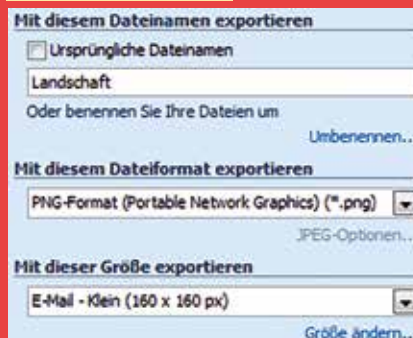 Mit diesem Dateinamen exportieren
Ursprüngliche Dateinamen
Landschaft
Oder benennen Sie Ihre Dateien um
Umbenennen...
Mit diesem Dateiformat exportieren
PNG-Format (Portable Network Graphics) (*.png)
JPEG-Optionen...
Mit dieser Größe exportieren
E-Mail - Klein (160 x 160 px)
Größe ändern...